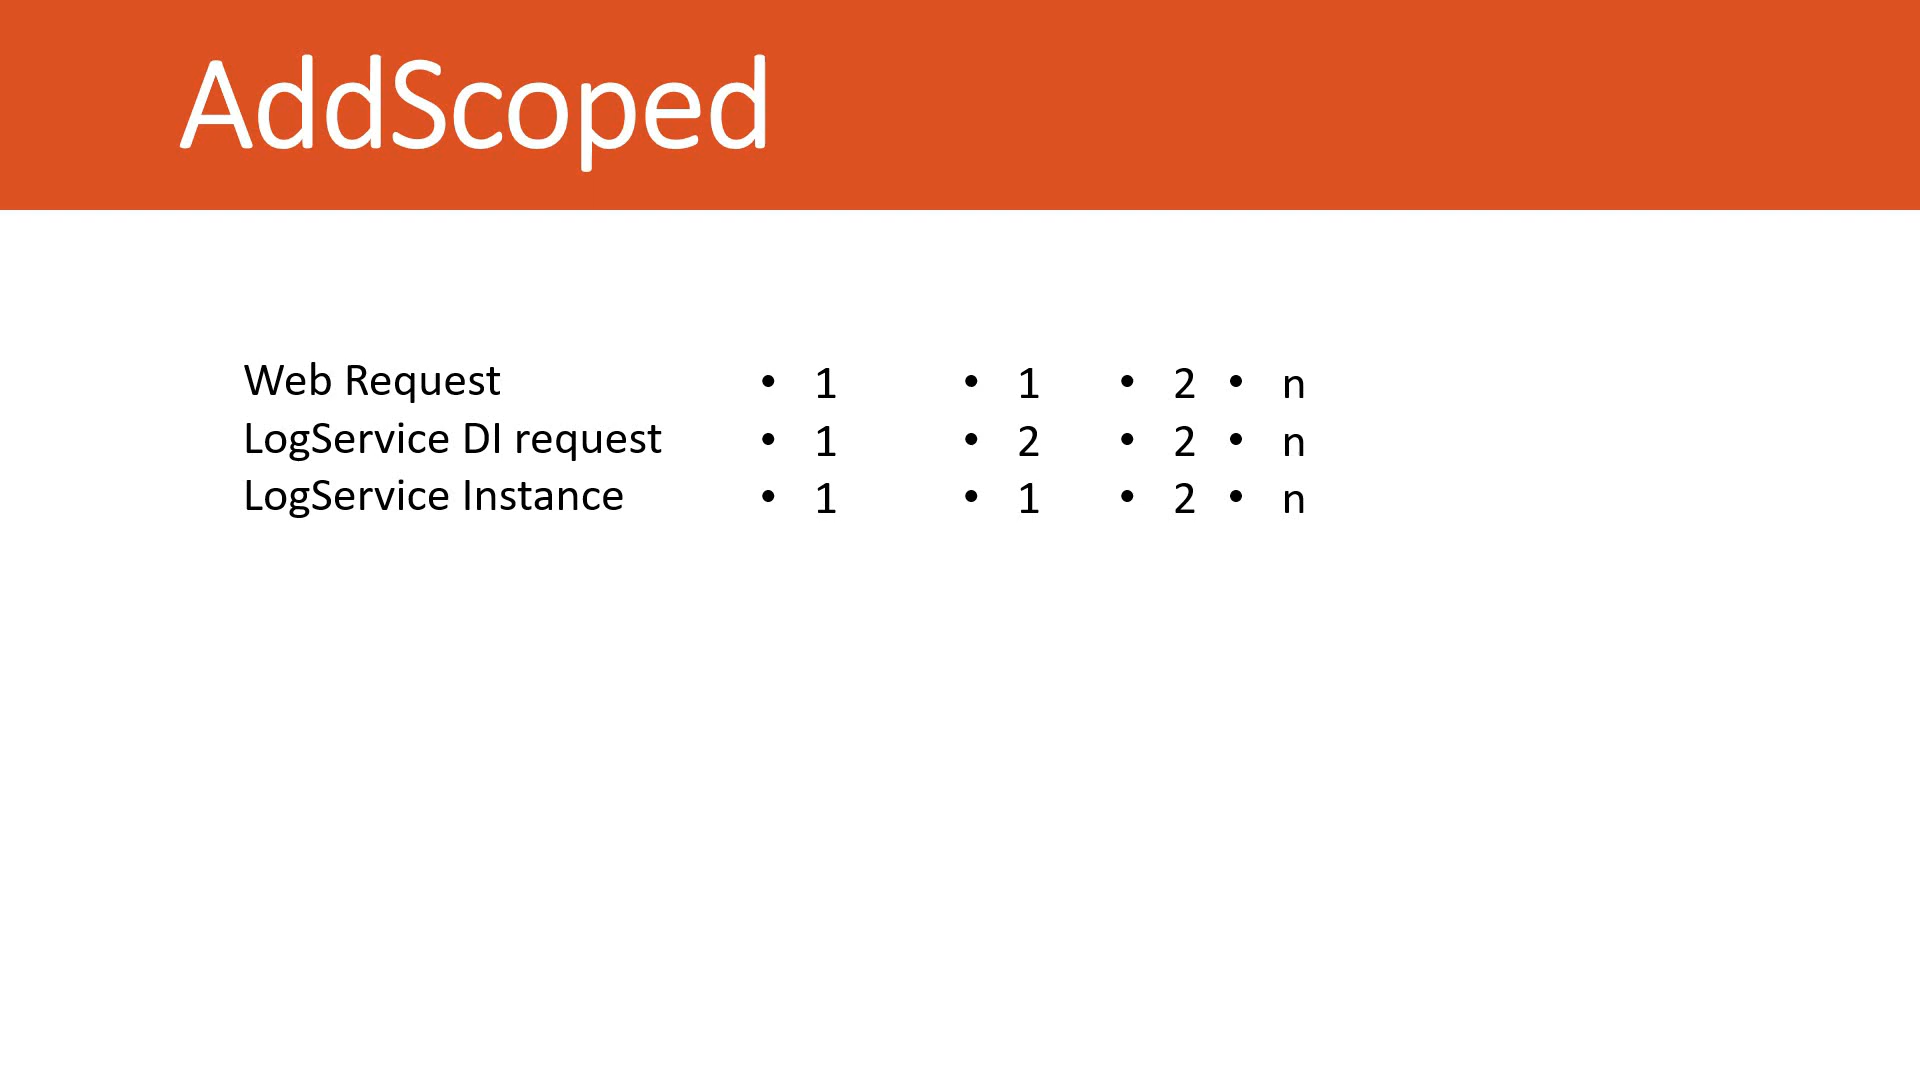 AddScoped
Web Request • 1 • 1 • 2 • n
LogService DI request • 1 • 2 • 2 • n
LogService Instance • 1 • 1 • 2 • n